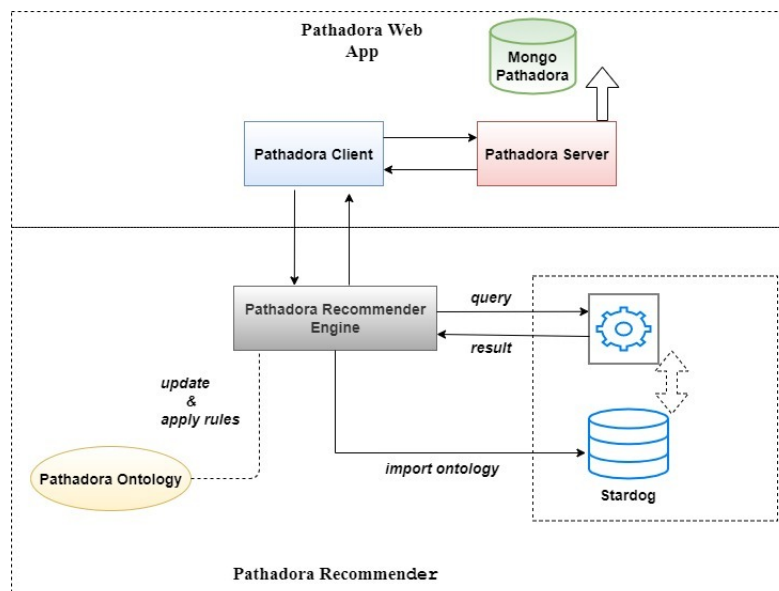 Pathadora Web
App
Mongo
Pathadora
Pathadora Client
Pathadora Server
Pathadora Recommender
Engine
query
result
update
&
apply rules
Pathadora Ontology
import ontology
Stardog
Pathadora Recommender